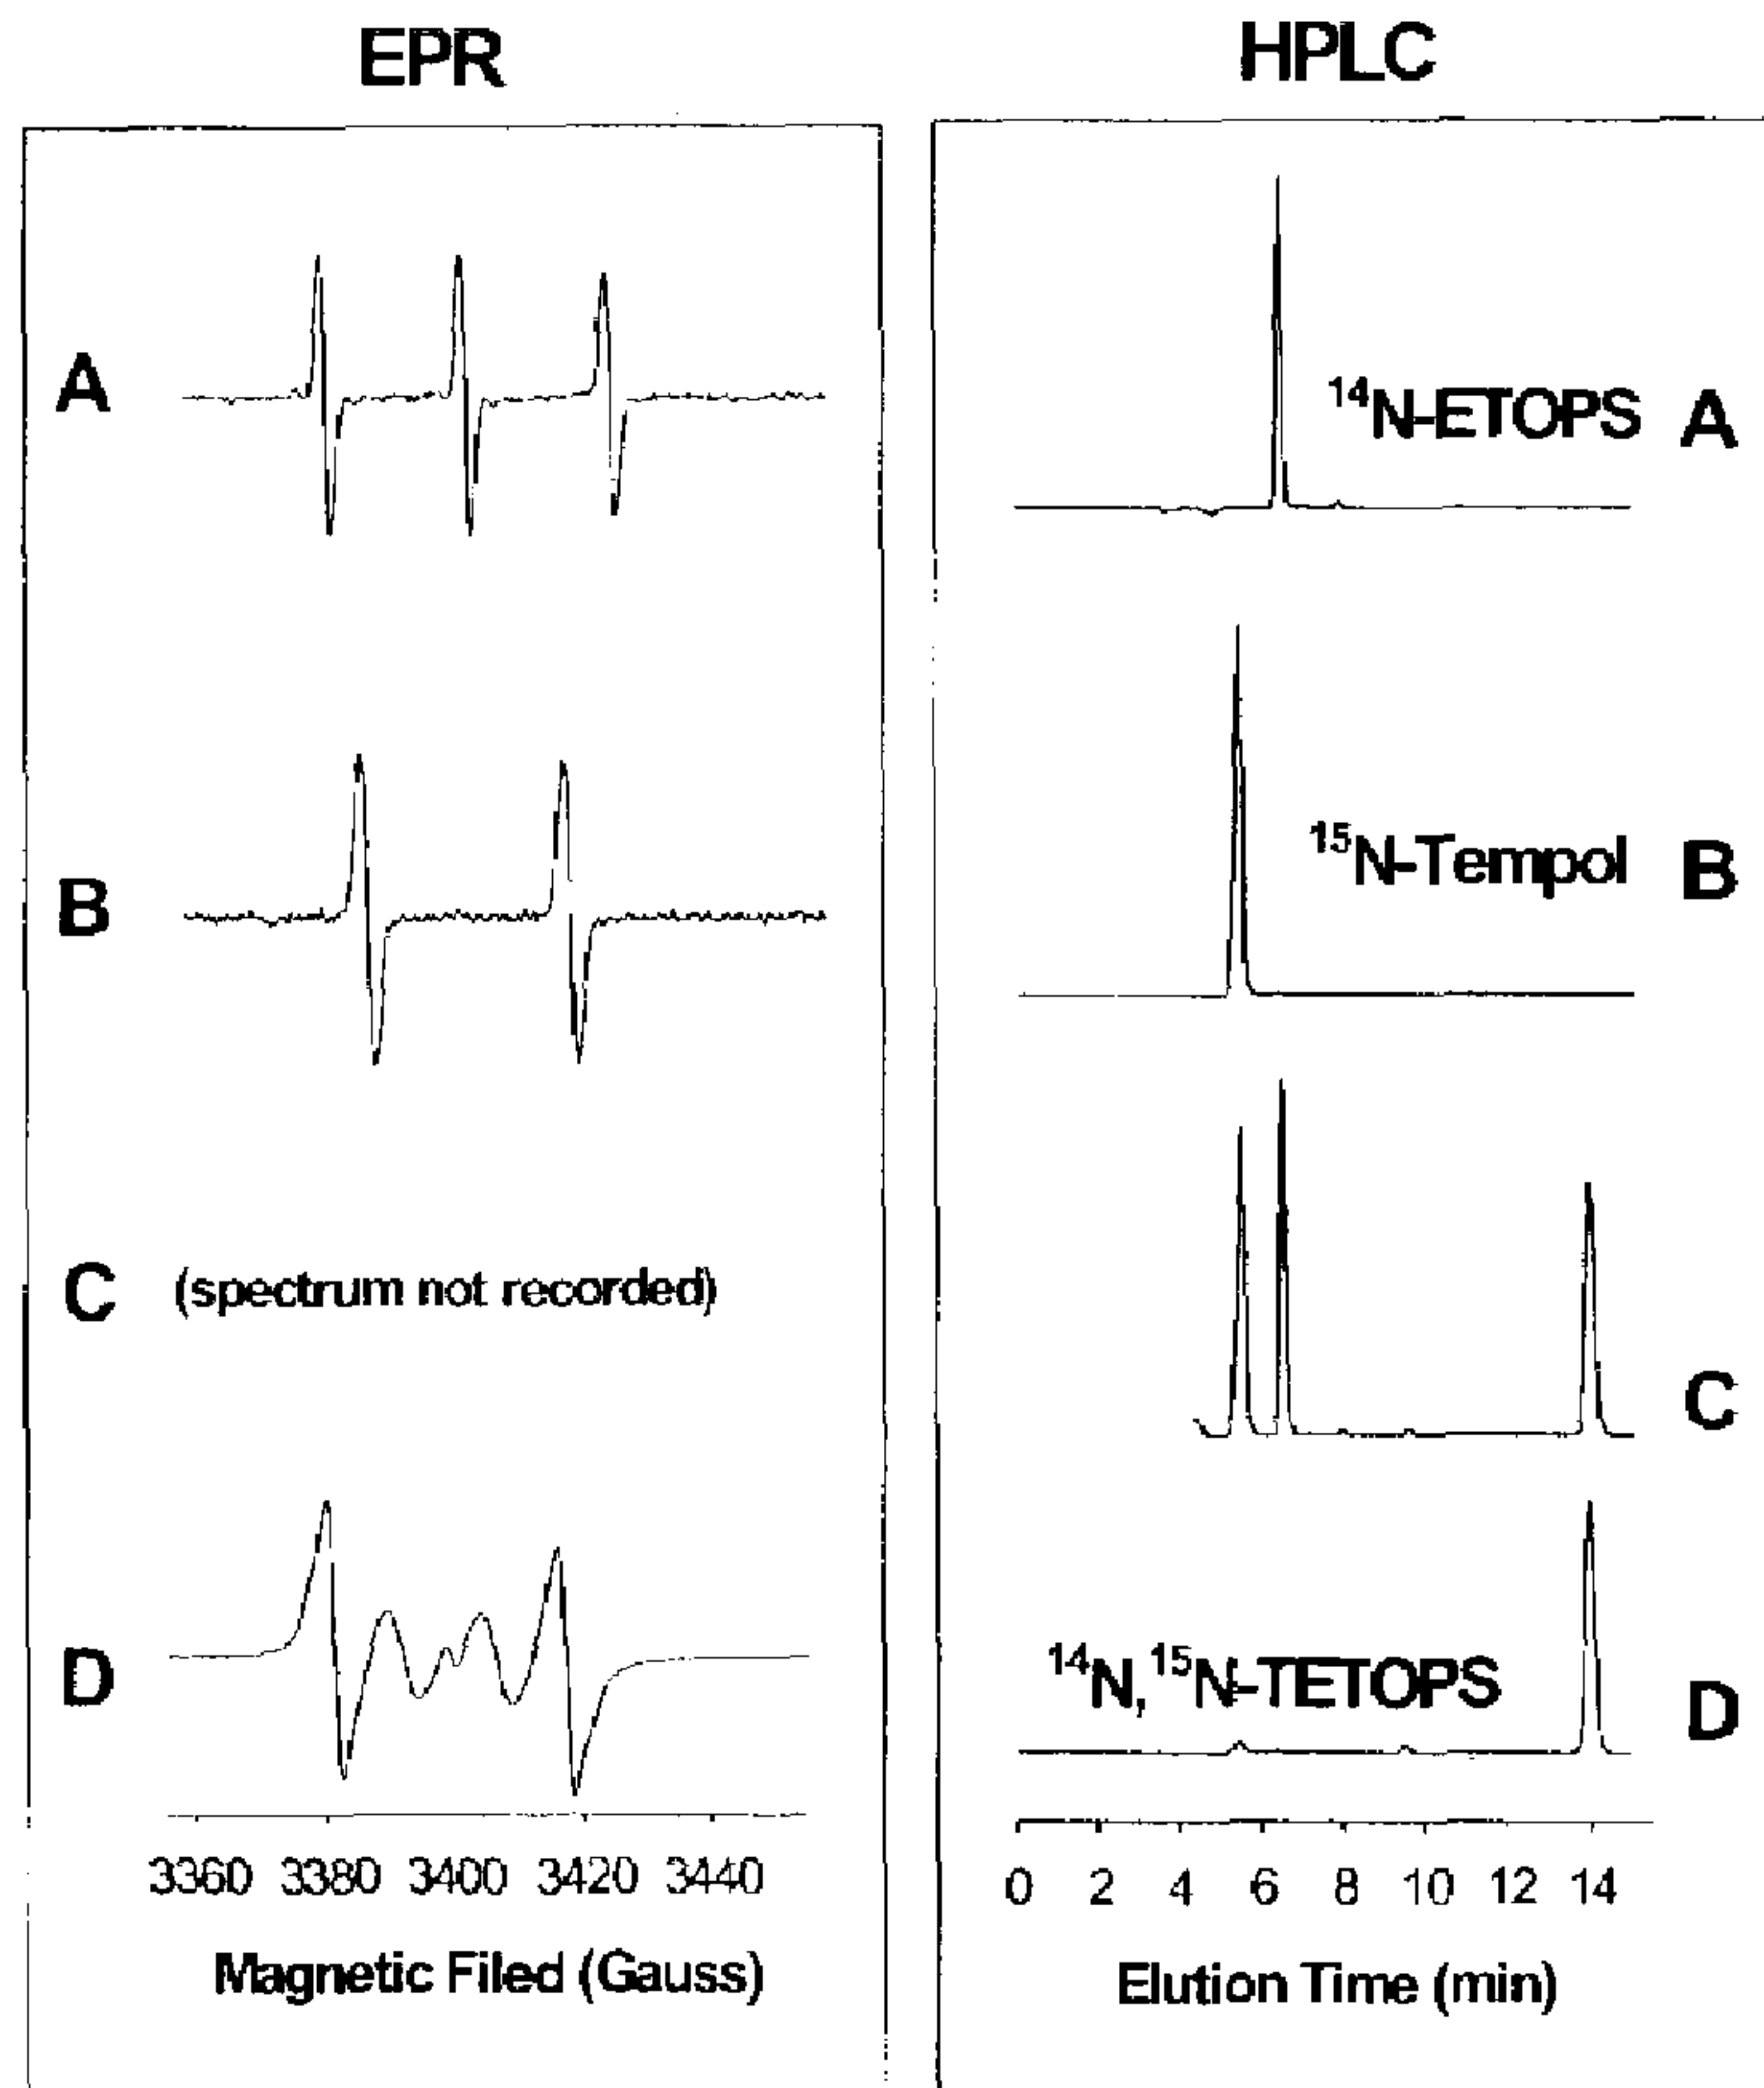 EPR
A
B
C (spectrum not recorded)
D
3360 3380 3400 3420 3440
Magnetic Filed (Gauss)
HPLC
¹⁴N-ETOPS A
¹⁵N-Tempol B
C
¹⁴N,¹⁵N-TETOPS D
0 2 4 6 8 10 12 14
Elution Time (min)